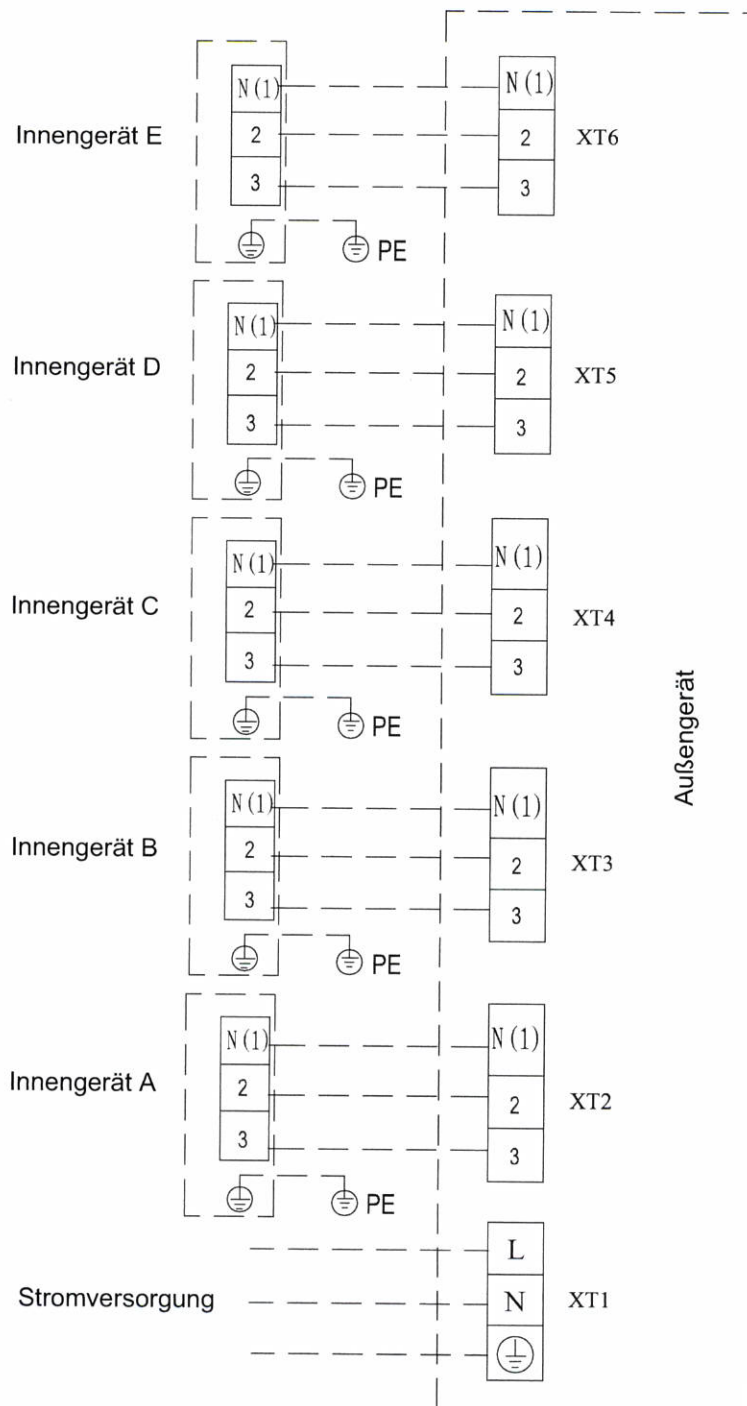 N(1) N(1)
Innengerät E 2 2 XT6
3 3
PE
N(1) N(1)
Innengerät D 2 2 XT5
3 3
PE
N(1) N(1)
Innengerät C 2 2 XT4
3 3
PE
Außengerät
N(1) N(1)
Innengerät B 2 2 XT3
3 3
PE
N(1) N(1)
Innengerät A 2 2 XT2
3 3
PE
L
Stromversorgung N XT1